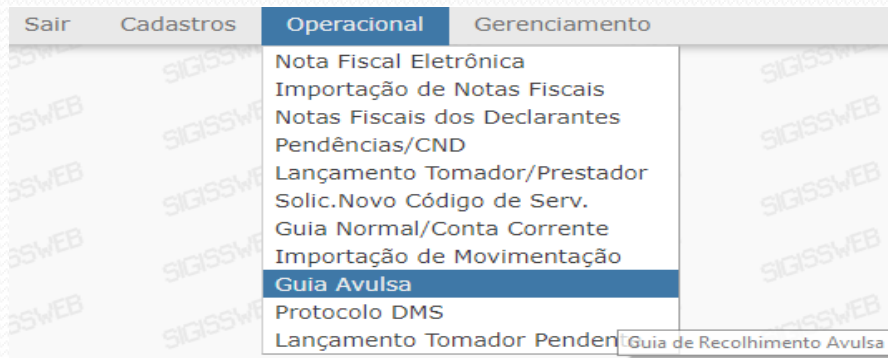 Sair Cadastros Operacional Gerenciamento
Nota Fiscal Eletrônica
Importação de Notas Fiscais
Notas Fiscais dos Declarantes
Pendências/CND
Lançamento Tomador/Prestador
Solic.Novo Código de Serv.
Guia Normal/Conta Corrente
Importação de Movimentação
Guia Avulsa
Protocolo DMS
Lançamento Tomador Pendente
Guia de Recolhimento Avulsa
SIGISSWEB